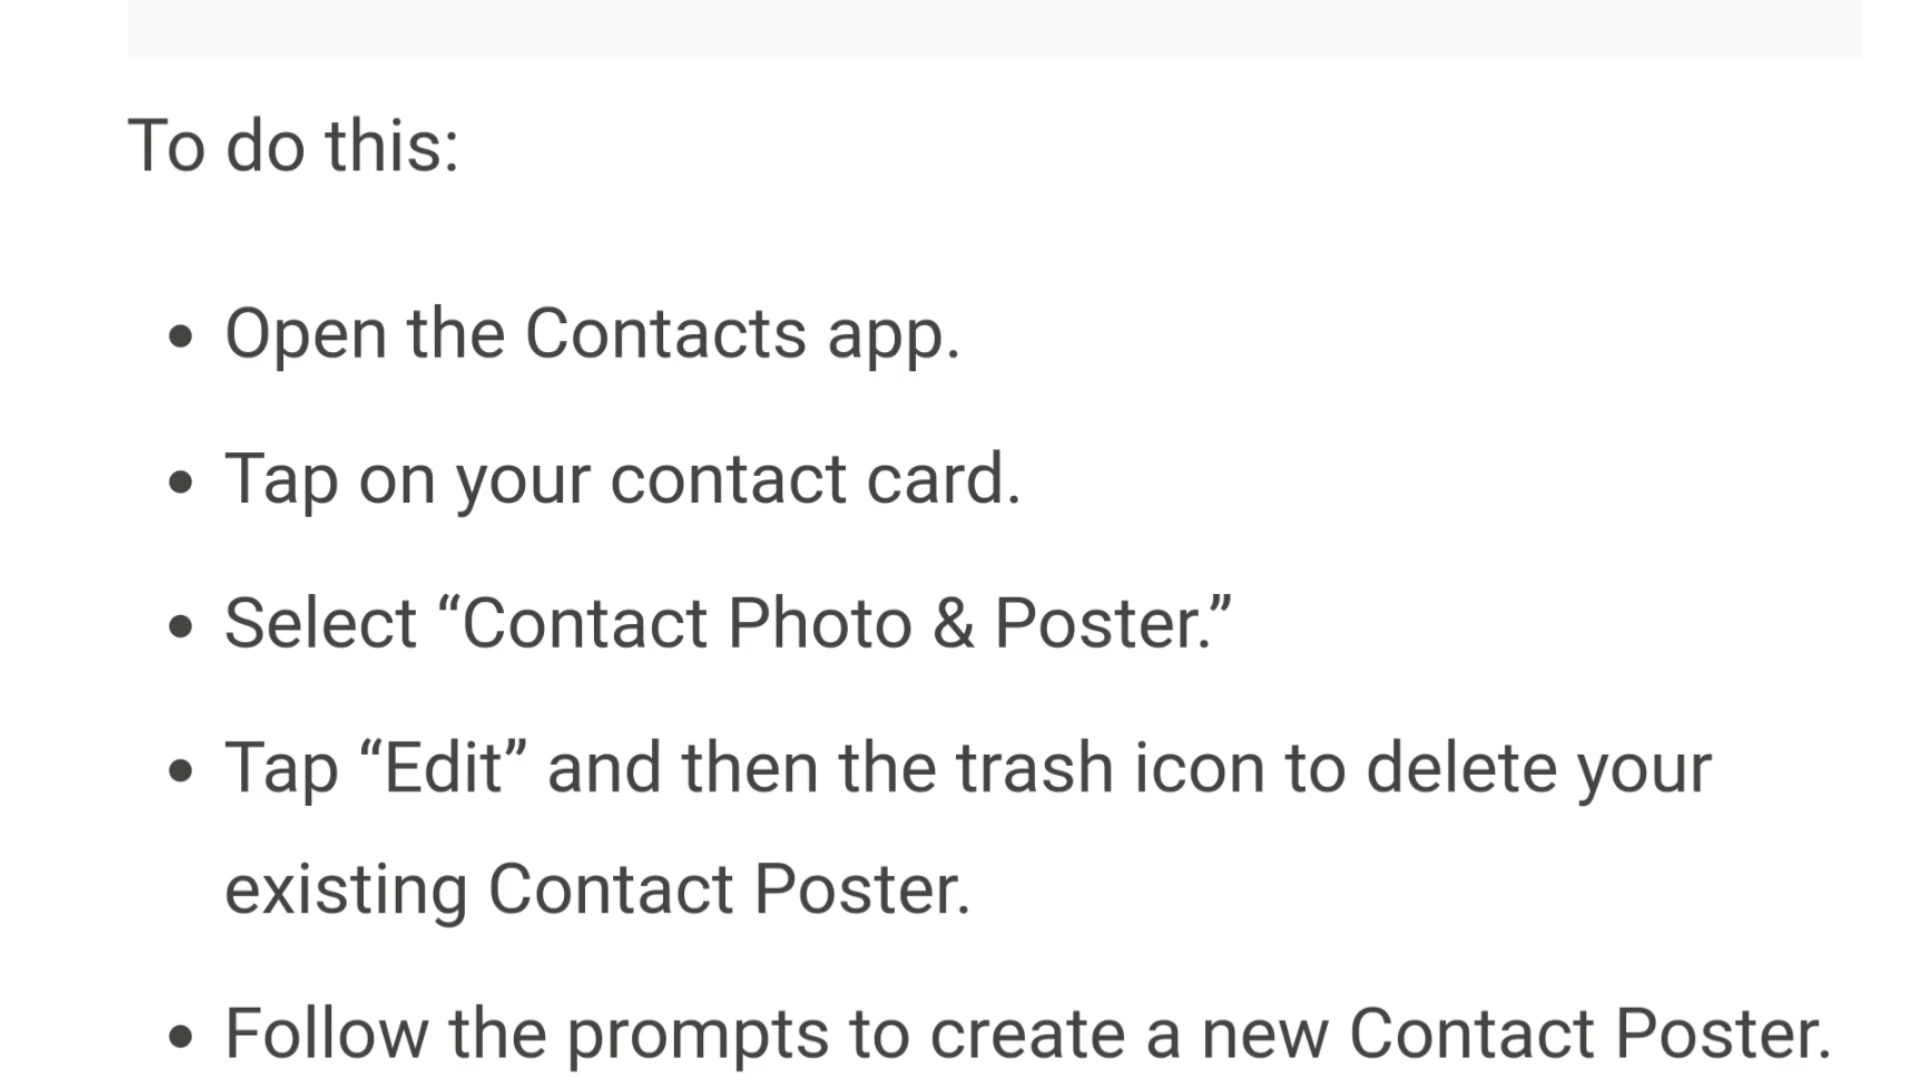 To do this:
• Open the Contacts app.
• Tap on your contact card.
• Select “Contact Photo & Poster.”
• Tap “Edit” and then the trash icon to delete your
existing Contact Poster.
• Follow the prompts to create a new Contact Poster.